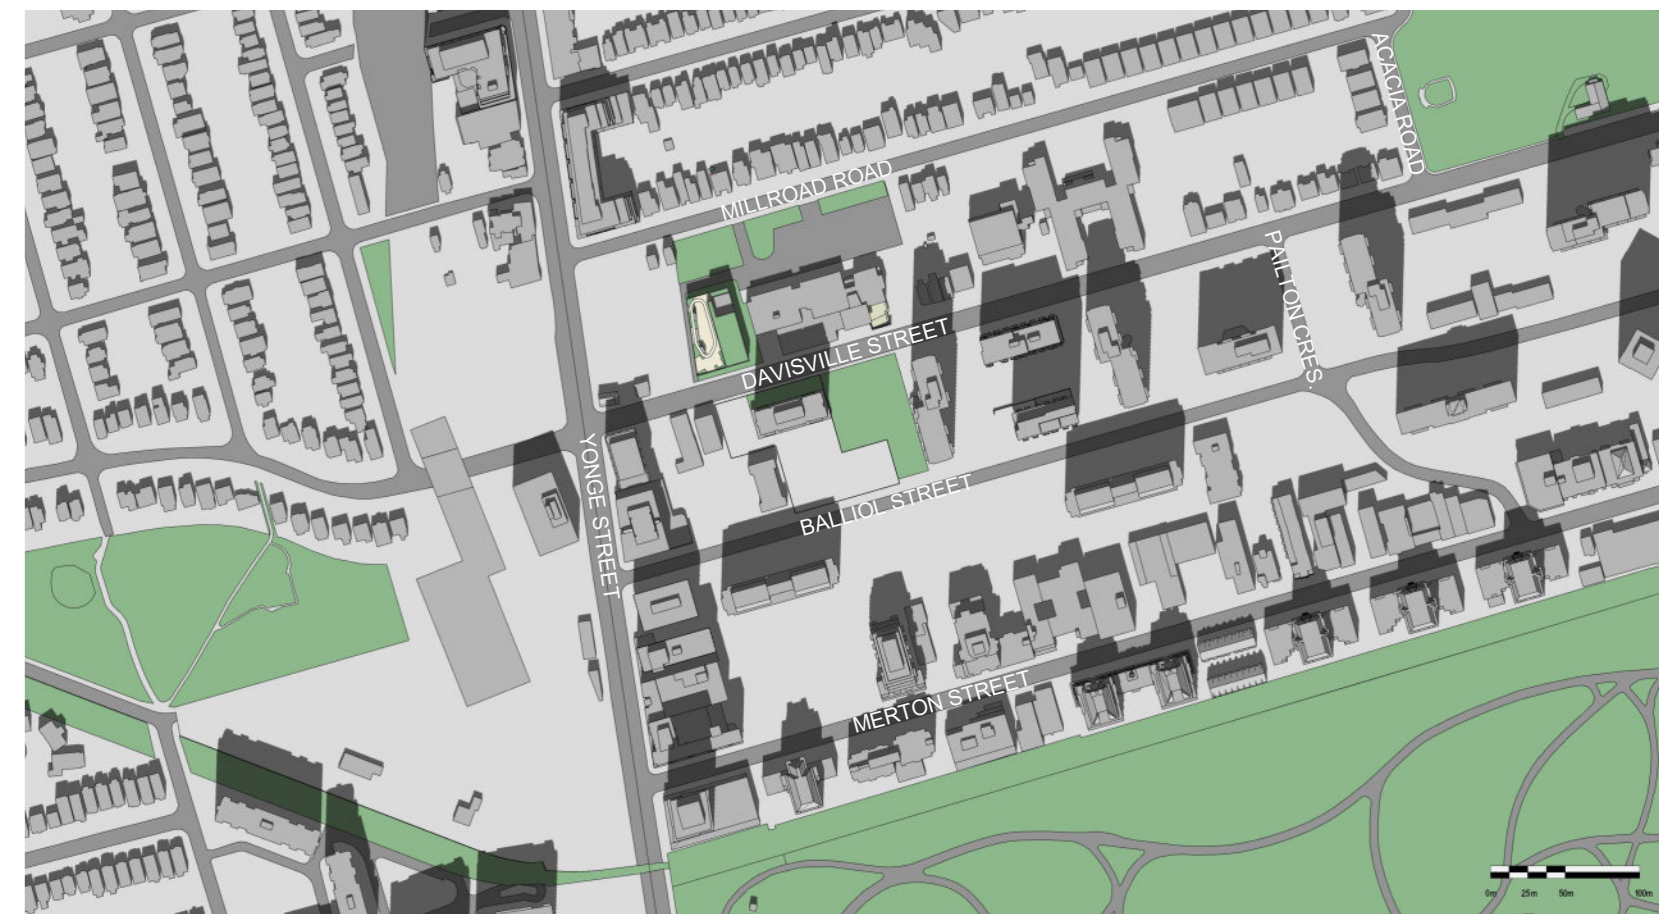 ACACIA ROAD
MILLROAD ROAD
PAILTON CRES.
DAVISVILLE STREET
YONGE STREET
BALLIOL STREET
MERTON STREET
0m 25m 50m 100m